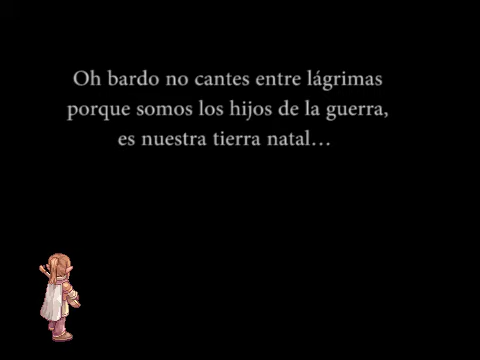 Oh bardo no cantes entre lágrimas
porque somos los hijos de la guerra,
es nuestra tierra natal…